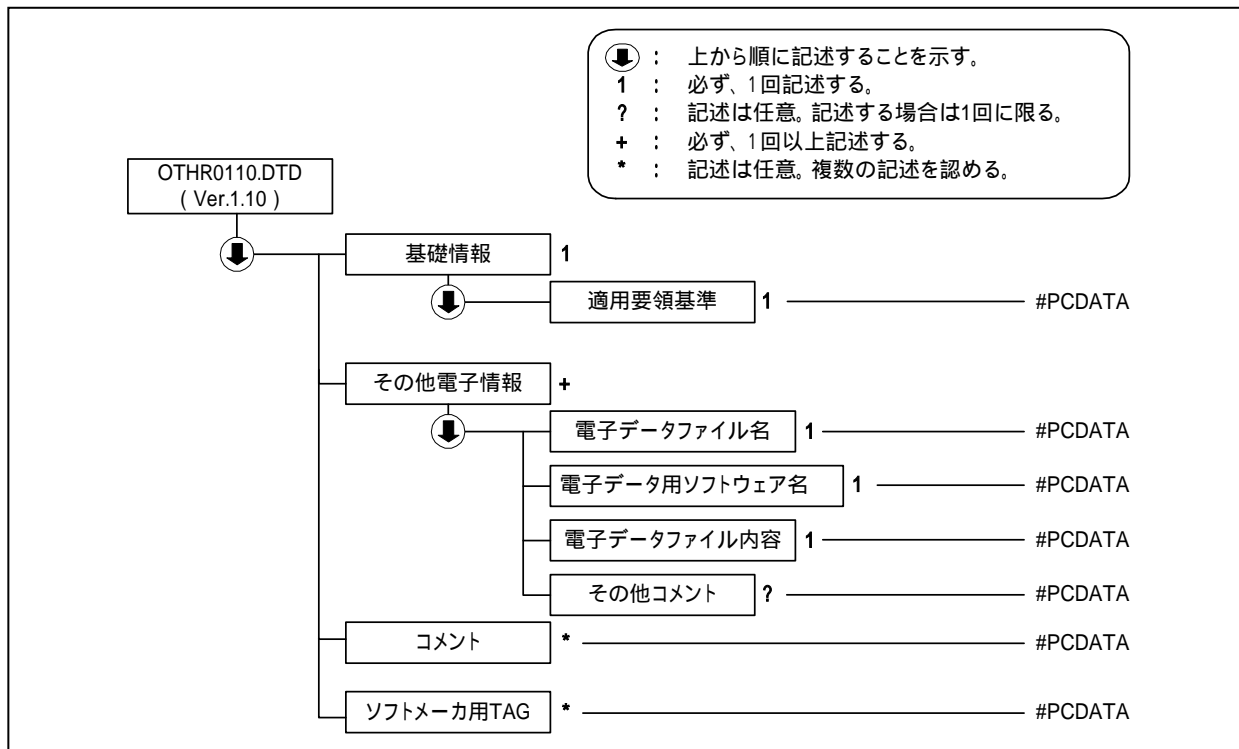 ： 上から順に記述することを示す。
1 ： 必ず、1回記述する。
? ： 記述は任意。記述する場合は1回に限る。
+ ： 必ず、1回以上記述する。
* ： 記述は任意。複数の記述を認める。
OTHR0110.DTD
( Ver.1.10 )
基礎情報 1
適用要領基準 1 #PCDATA
その他電子情報 +
電子データファイル名 1 #PCDATA
電子データ用ソフトウェア名 1 #PCDATA
電子データファイル内容 1 #PCDATA
その他コメント ? #PCDATA
コメント * #PCDATA
ソフトメーカ用TAG * #PCDATA